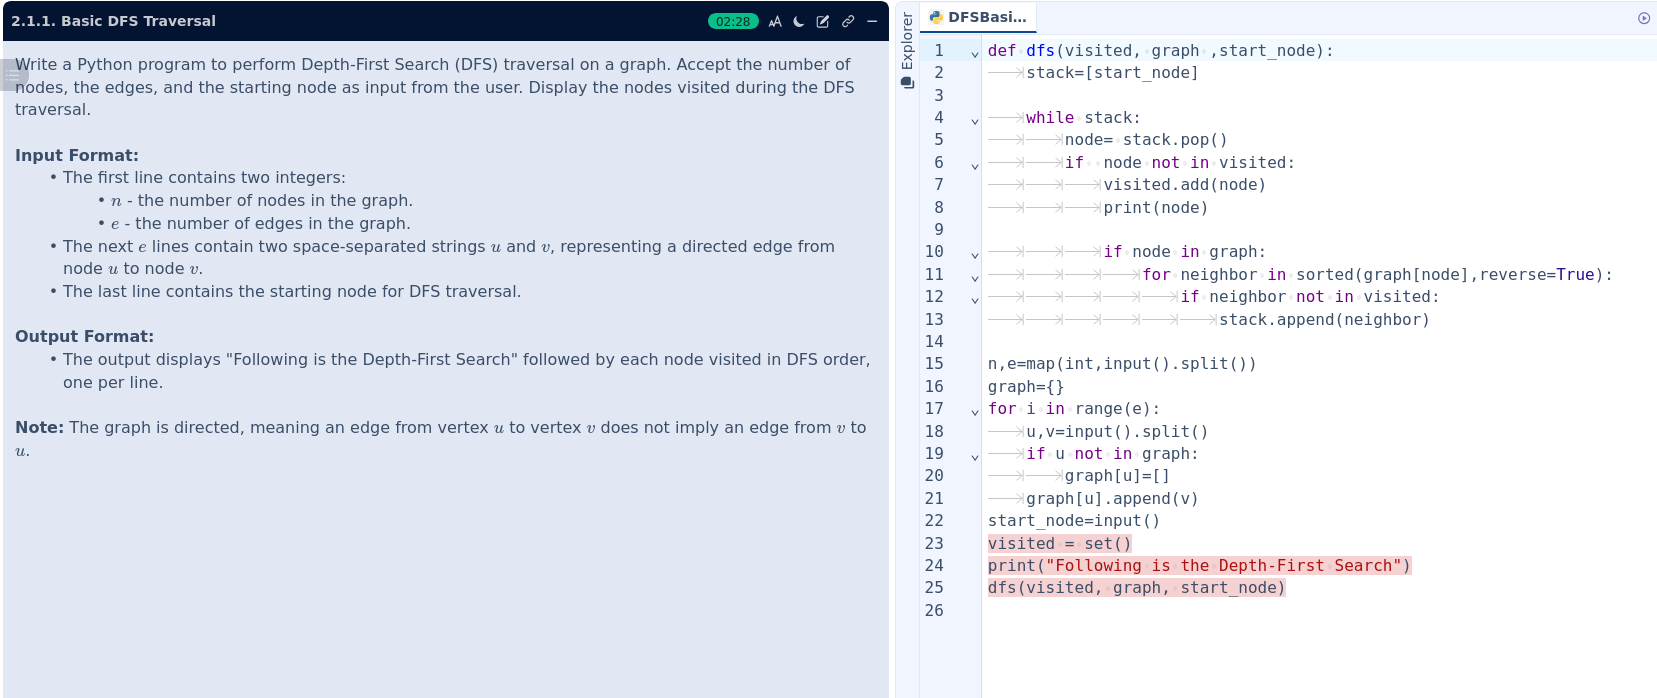 2.1.1. Basic DFS Traversal
02:28
AA
Write a Python program to perform Depth-First Search (DFS) traversal on a graph. Accept the number of
nodes, the edges, and the starting node as input from the user. Display the nodes visited during the DFS
traversal.
Input Format:
• The first line contains two integers:
• n - the number of nodes in the graph.
• e - the number of edges in the graph.
• The next e lines contain two space-separated strings u and v, representing a directed edge from
node u to node v.
• The last line contains the starting node for DFS traversal.
Output Format:
• The output displays "Following is the Depth-First Search" followed by each node visited in DFS order,
one per line.
Note: The graph is directed, meaning an edge from vertex u to vertex v does not imply an edge from v to
u.
Explorer
DFSBasi...
1 def dfs(visited, graph ,start_node):
2 stack=[start_node]
3
4 while stack:
5 node= stack.pop()
6 if  node not in visited:
7 visited.add(node)
8 print(node)
9
10 if node in graph:
11 for neighbor in sorted(graph[node],reverse=True):
12 if neighbor not in visited:
13 stack.append(neighbor)
14
15 n,e=map(int,input().split())
16 graph={}
17 for i in range(e):
18 u,v=input().split()
19 if u not in graph:
20 graph[u]=[]
21 graph[u].append(v)
22 start_node=input()
23 visited = set()
24 print("Following is the Depth-First Search")
25 dfs(visited, graph, start_node)
26